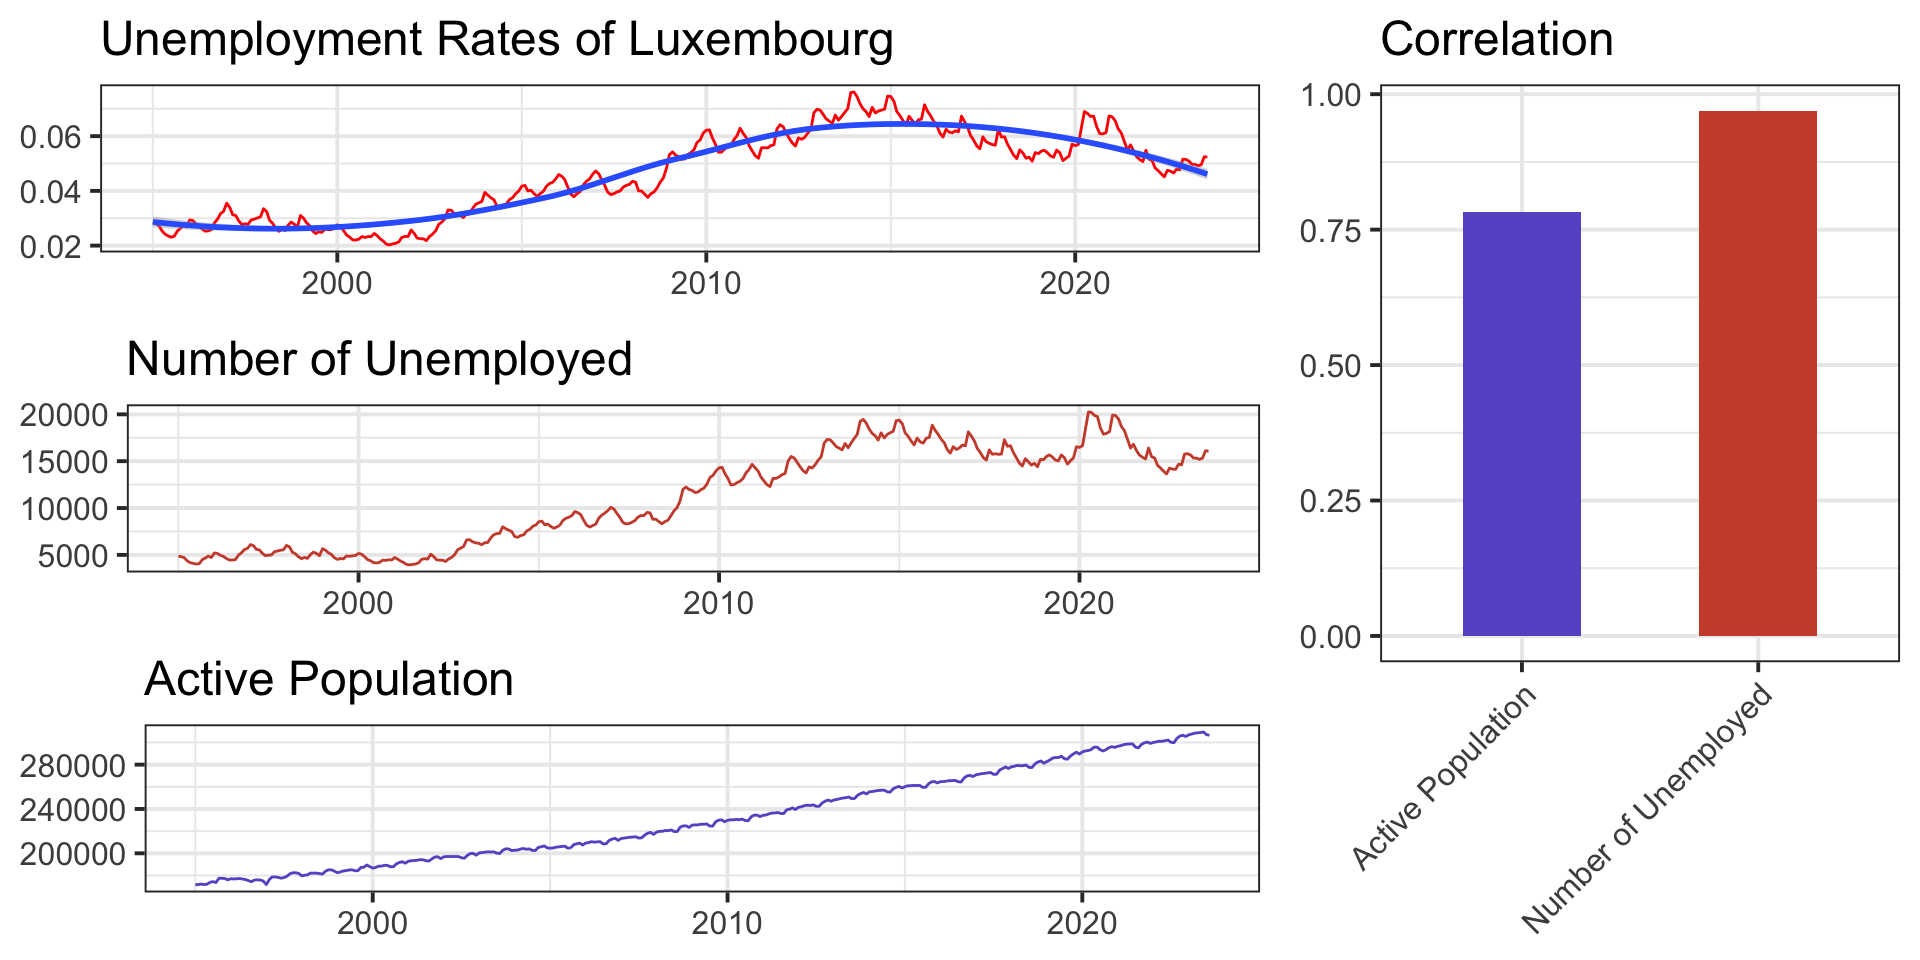 Unemployment Rates of Luxembourg
0.06
0.04
0.02
2000 2010 2020
Number of Unemployed
20000
15000
10000
5000
2000 2010 2020
Active Population
280000
240000
200000
2000 2010 2020
Correlation
1.00
0.75
0.50
0.25
0.00
Active Population
Number of Unemployed